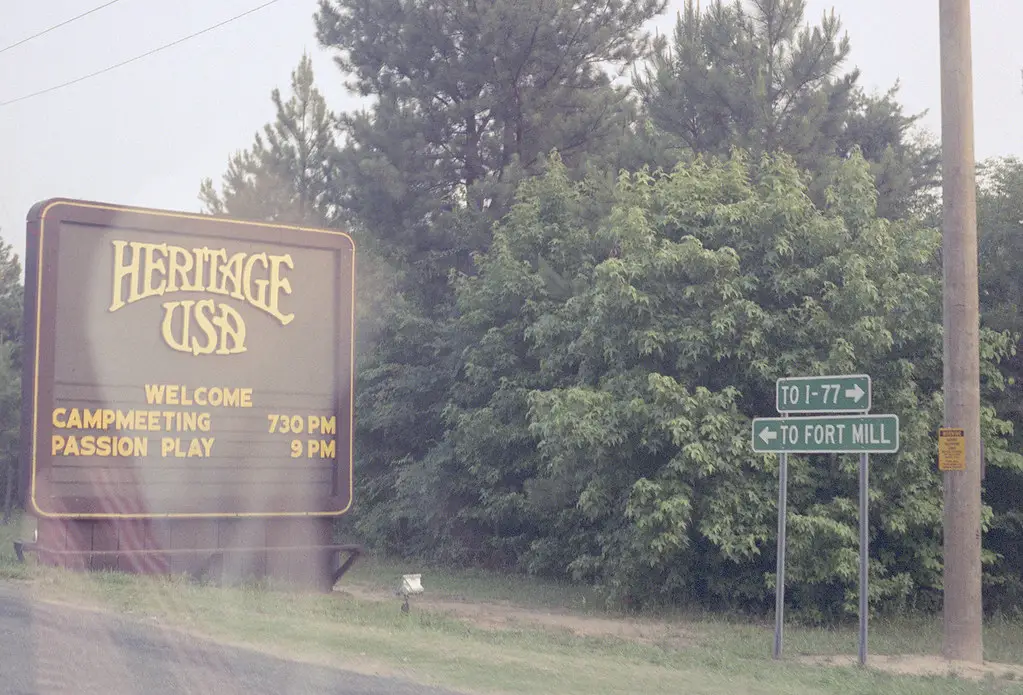 HERITAGE
USA
WELCOME
CAMPMEETING 730 PM
PASSION PLAY 9 PM
TO I-77 →
← TO FORT MILL